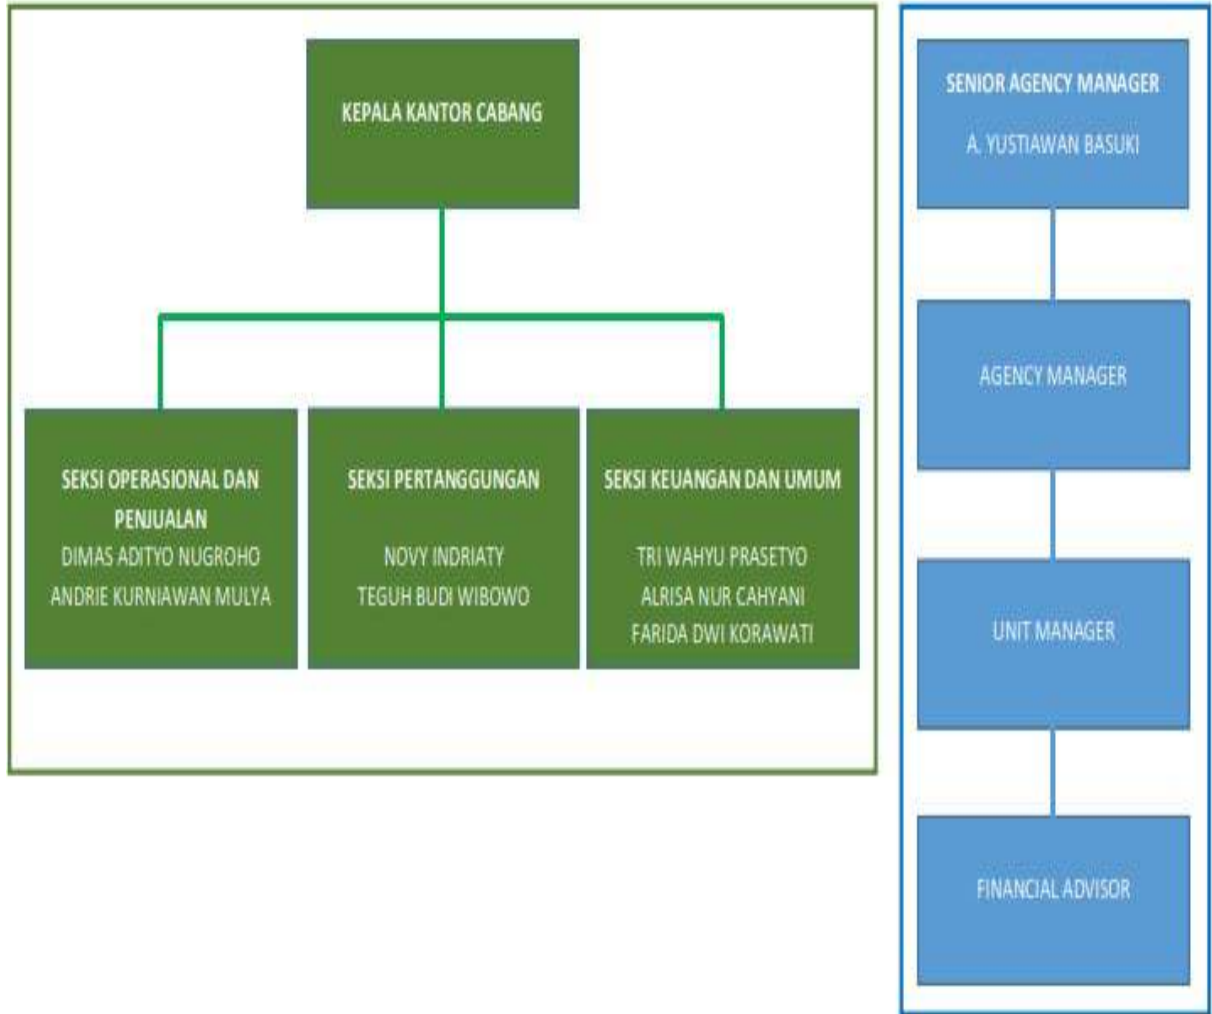 KEPALA KANTOR CABANG
SEKSI OPERASIONAL DAN
PENJUALAN
DIMAS ADITYO NUGROHO
ANDRIE KURNIAWAN MULYA
SEKSI PERTANGGUNGAN
NOVY INDRIATY
TEGUH BUDI WIBOWO
SEKSI KEUANGAN DAN UMUM
TRI WAHYU PRASETYO
ALRISA NUR CAHYANI
FARIDA DWI KORAWATI
SENIOR AGENCY MANAGER
A. YUSTIAWAN BASUKI
AGENCY MANAGER
UNIT MANAGER
FINANCIAL ADVISOR